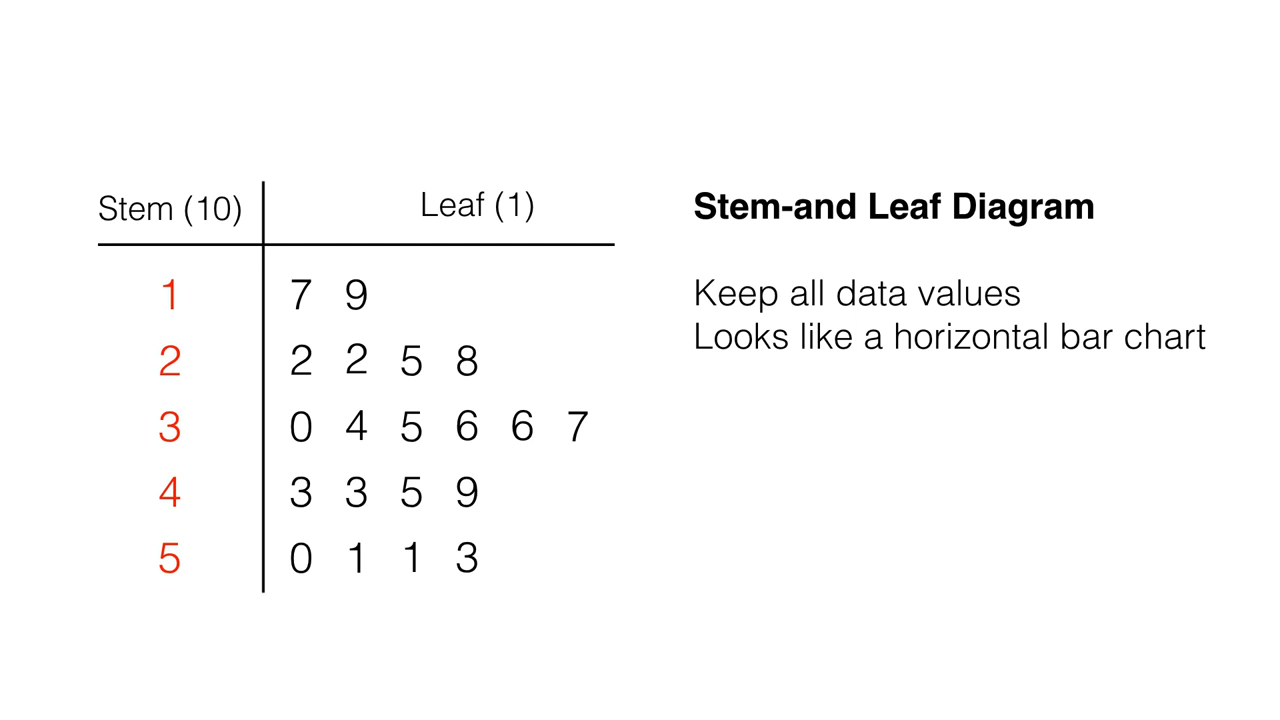 Stem (10) Leaf (1)
1 7 9
2 2 2 5 8
3 0 4 5 6 6 7
4 3 3 5 9
5 0 1 1 3
Stem-and Leaf Diagram
Keep all data values
Looks like a horizontal bar chart